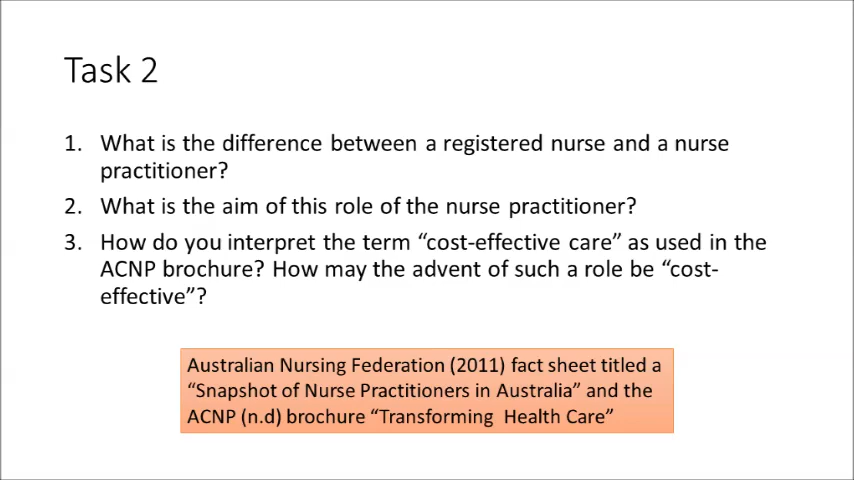 Task 2
1. What is the difference between a registered nurse and a nurse
practitioner?
2. What is the aim of this role of the nurse practitioner?
3. How do you interpret the term “cost-effective care” as used in the
ACNP brochure? How may the advent of such a role be “cost-
effective”?
Australian Nursing Federation (2011) fact sheet titled a
“Snapshot of Nurse Practitioners in Australia” and the
ACNP (n.d) brochure “Transforming Health Care”